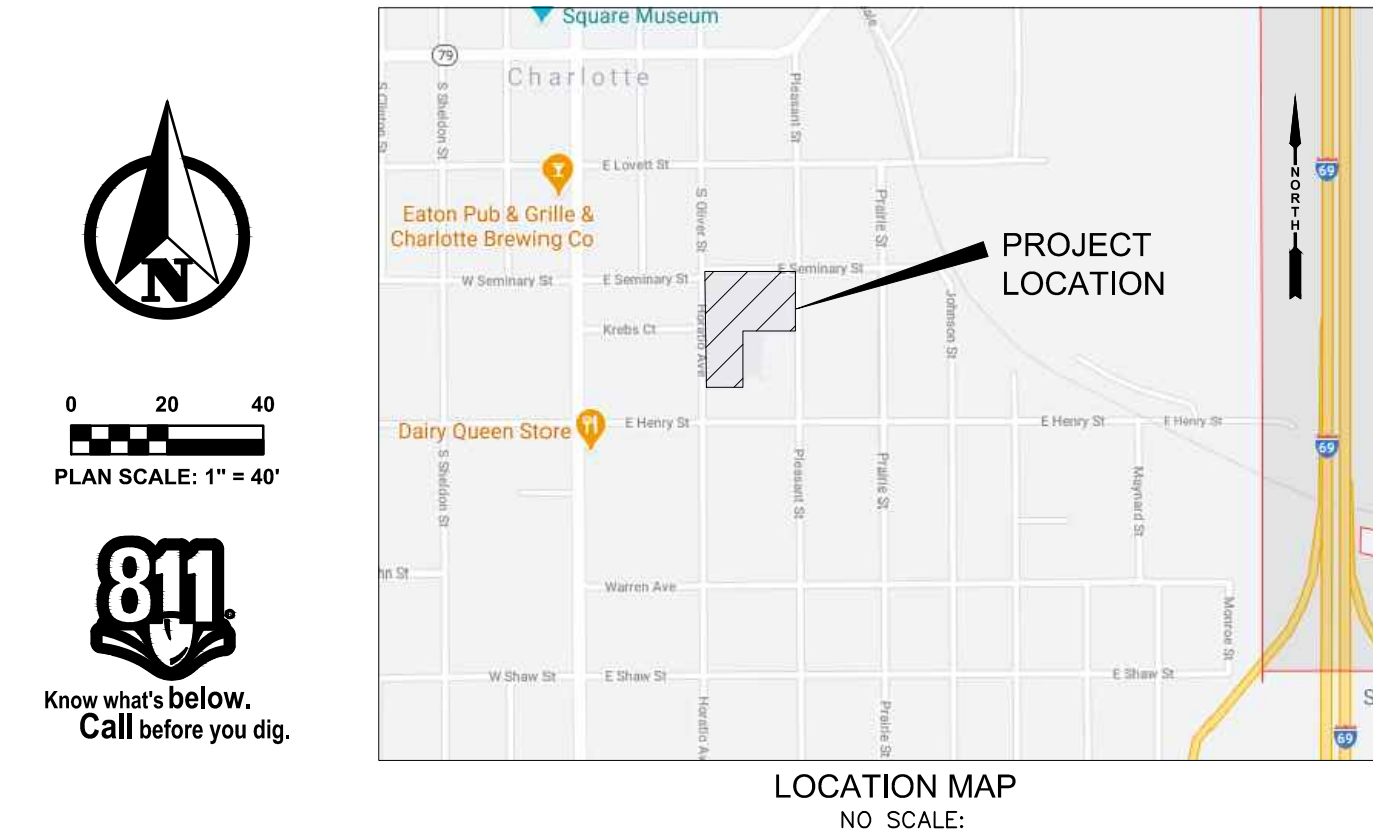 N
0 20 40
PLAN SCALE: 1" = 40'
811
Know what's below.
Call before you dig.
Square Museum
79
Charlotte
S Clinton St
S Sheldon St
Pleasant St
E Lovett St
Eaton Pub & Grille &
Charlotte Brewing Co
S Oliver St
Prairie St
W Seminary St
E Seminary St
E Seminary St
PROJECT
LOCATION
NORTH
69
Krebs Ct
Horatio Ave
Johnson St
Dairy Queen Store
E Henry St
E Henry St
E Henry St
69
S Sheldon St
Pleasant St
Prairie St
Maynard St
hn St
Warren Ave
Monroe St
W Shaw St
E Shaw St
E Shaw St
S
Horatio Av
Prairie St
69
LOCATION MAP
NO SCALE: